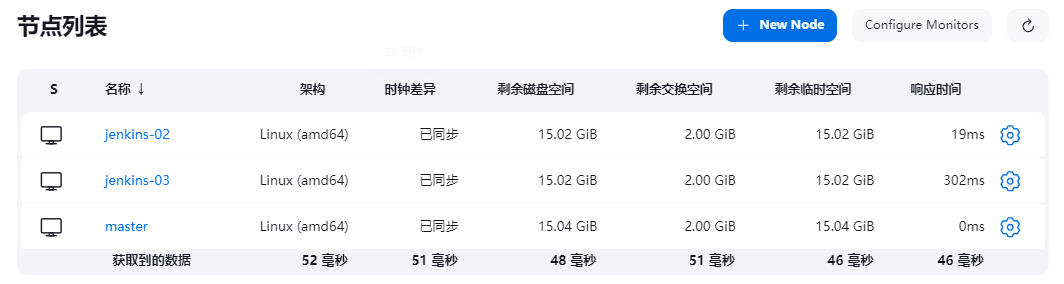 节点列表
+ New Node Configure Monitors
S 名称 ↓ 架构 时钟差异 剩余磁盘空间 剩余交换空间 剩余临时空间 响应时间
jenkins-02 Linux (amd64) 已同步 15.02 GiB 2.00 GiB 15.02 GiB 19ms
jenkins-03 Linux (amd64) 已同步 15.02 GiB 2.00 GiB 15.02 GiB 302ms
master Linux (amd64) 已同步 15.04 GiB 2.00 GiB 15.04 GiB 0ms
获取到的数据 52 毫秒 51 毫秒 48 毫秒 51 毫秒 46 毫秒 46 毫秒